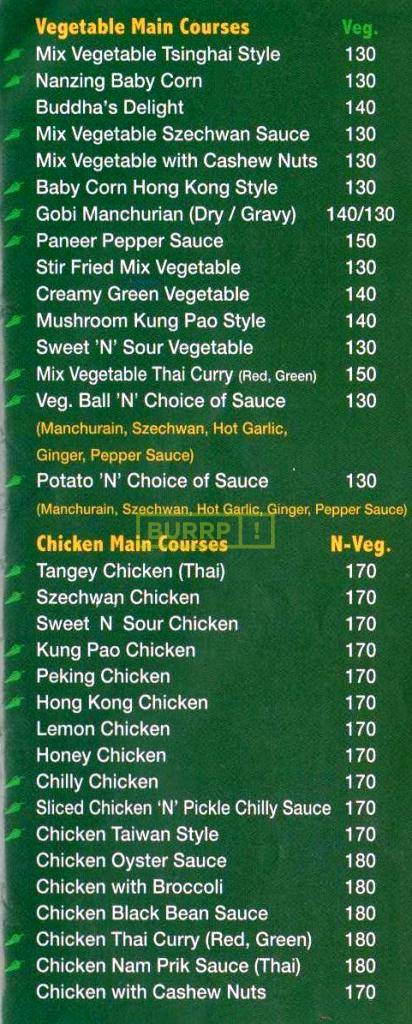 Vegetable Main Courses Veg.
Mix Vegetable Tsinghai Style 130
Nanzing Baby Corn 130
Buddha's Delight 140
Mix Vegetable Szechwan Sauce 130
Mix Vegetable with Cashew Nuts 130
Baby Corn Hong Kong Style 130
Gobi Manchurian (Dry / Gravy) 140/130
Paneer Pepper Sauce 150
Stir Fried Mix Vegetable 130
Creamy Green Vegetable 140
Mushroom Kung Pao Style 140
Sweet 'N' Sour Vegetable 130
Mix Vegetable Thai Curry (Red, Green) 150
Veg. Ball 'N' Choice of Sauce 130
(Manchurain, Szechwan, Hot Garlic,
Ginger, Pepper Sauce)
Potato 'N' Choice of Sauce 130
(Manchurain, Szechwan, Hot Garlic, Ginger, Pepper Sauce)
BURRP!
Chicken Main Courses N-Veg.
Tangey Chicken (Thai) 170
Szechwan Chicken 170
Sweet N Sour Chicken 170
Kung Pao Chicken 170
Peking Chicken 170
Hong Kong Chicken 170
Lemon Chicken 170
Honey Chicken 170
Chilly Chicken 170
Sliced Chicken 'N' Pickle Chilly Sauce 170
Chicken Taiwan Style 170
Chicken Oyster Sauce 180
Chicken with Broccoli 180
Chicken Black Bean Sauce 180
Chicken Thai Curry (Red, Green) 180
Chicken Nam Prik Sauce (Thai) 180
Chicken with Cashew Nuts 170